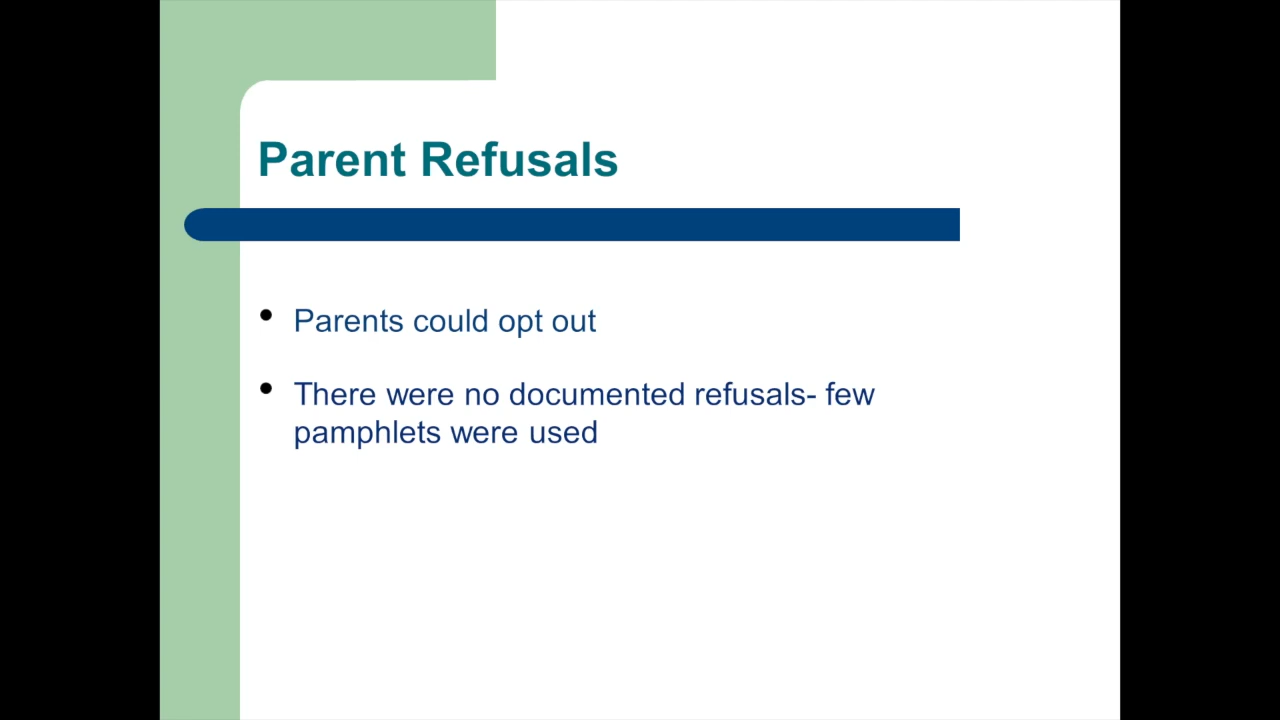 Parent Refusals
• Parents could opt out
• There were no documented refusals- few
pamphlets were used